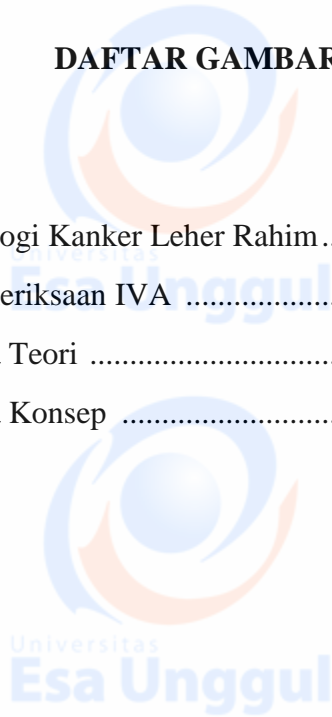 DAFTAR GAMBAR
ogi Kanker Leher Rahim...
Universitas
Esa Unggul
eriksaan IVA ..................
Teori .............................
Konsep .........................
Universitas
Esa Unggul